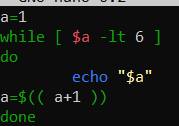 a=1
while [ $a -lt 6 ]
do
        echo "$a"
a=$(( a+1 ))
done